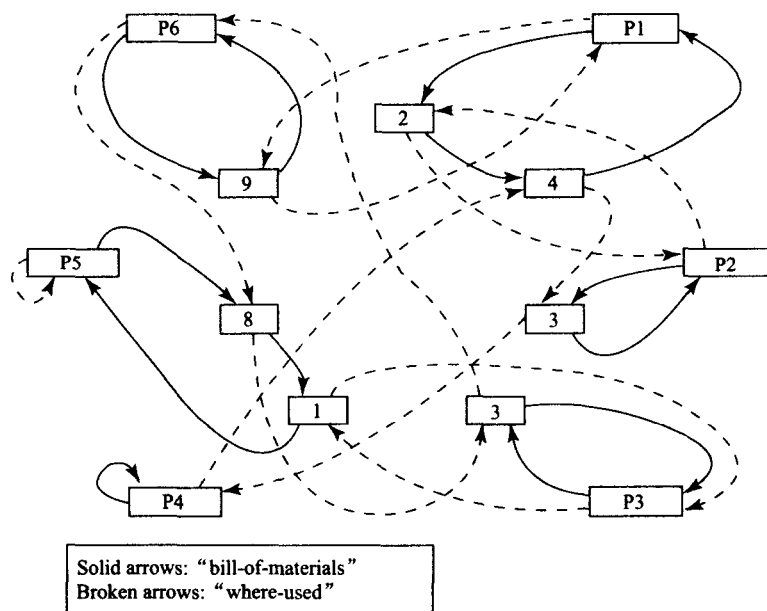 P6
P1
2
9
4
P5
P2
8
3
1
3
P4
P3
Solid arrows: “bill-of-materials”
Broken arrows: “where-used”